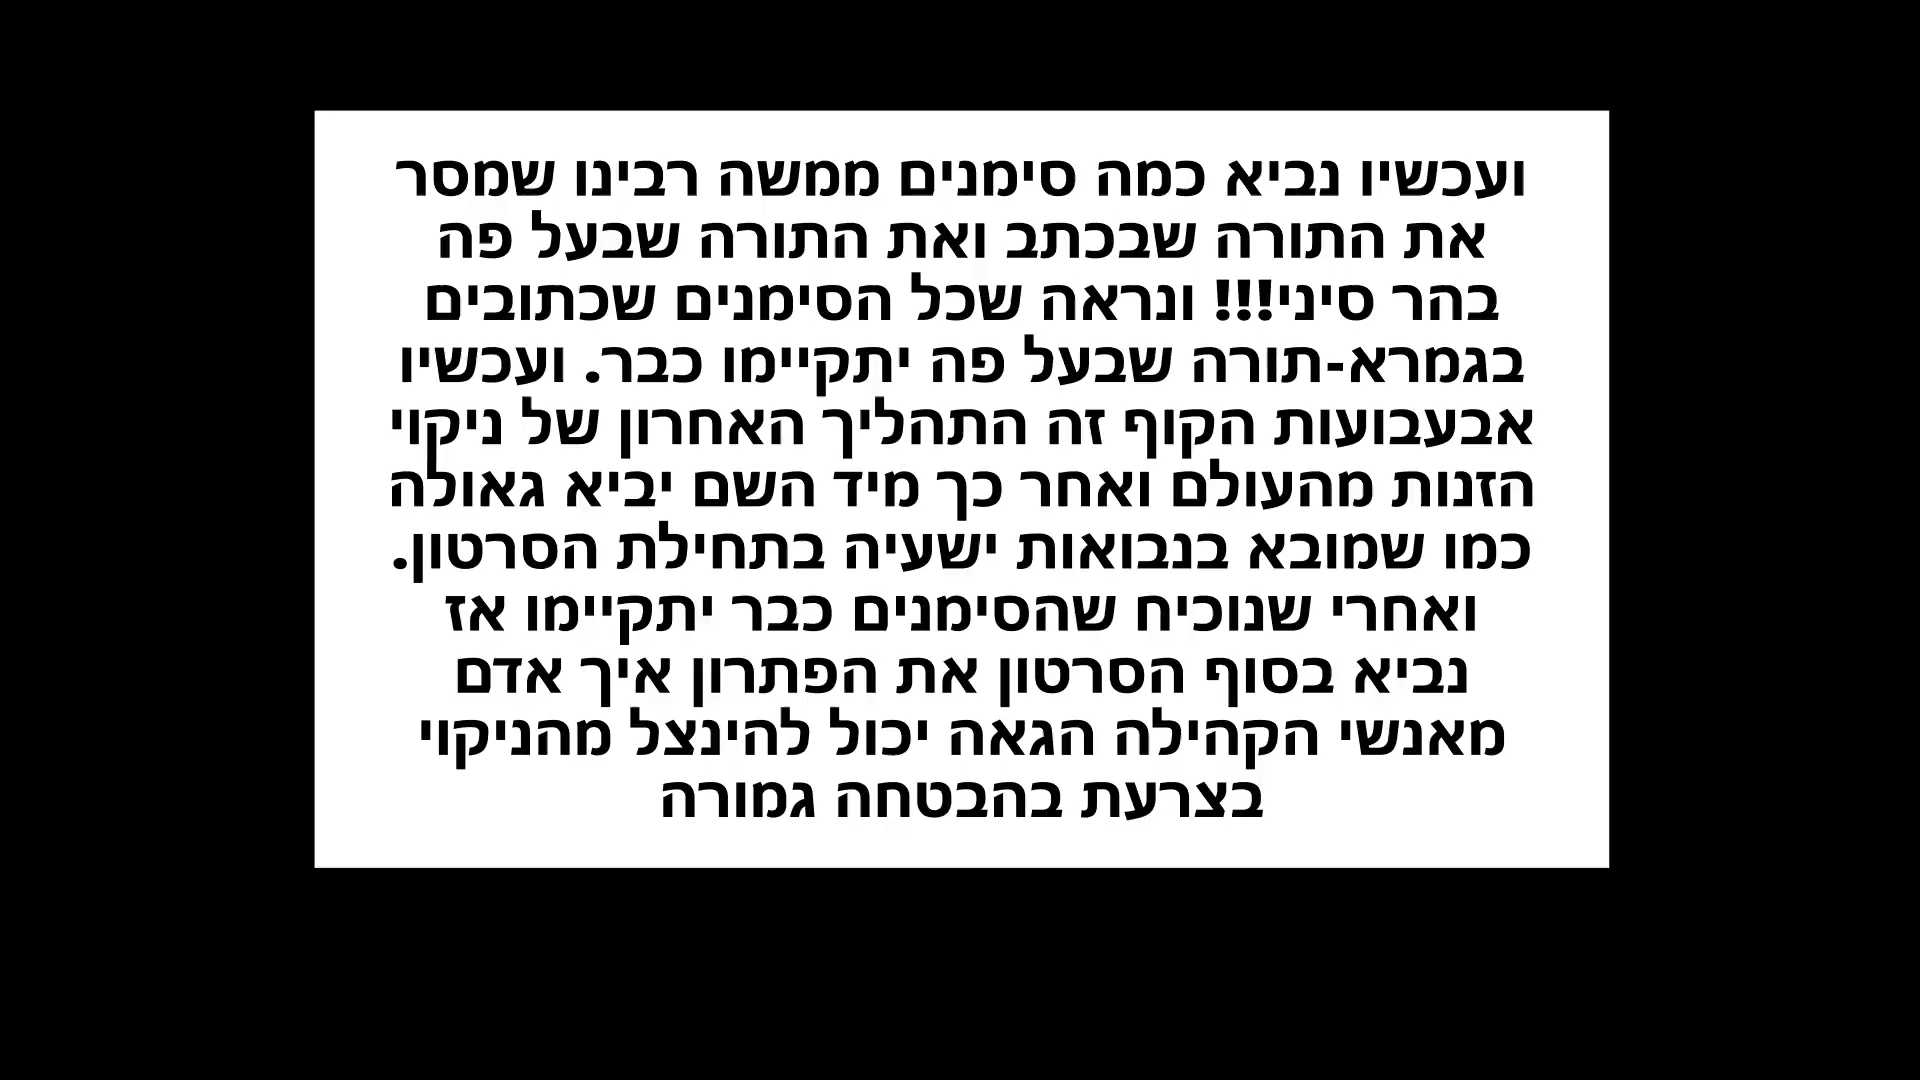 ועכשיו נביא כמה סימנים ממשה רבינו שמסר
את התורה שבכתב ואת התורה שבעל פה
בהר סיני!!! ונראה שכל הסימנים שכתובים
בגמרא-תורה שבעל פה יתקיימו כבר. ועכשיו
אבעבועות הקוף זה התהליך האחרון של ניקוי
הזנות מהעולם ואחר כך מיד השם יביא גאולה
כמו שמובא בנבואות ישעיה בתחילת הסרטון.
ואחרי שנוכיח שהסימנים כבר יתקיימו אז
נביא בסוף הסרטון את הפתרון איך אדם
מאנשי הקהילה הגאה יכול להינצל מהניקוי
בצרעת בהבטחה גמורה